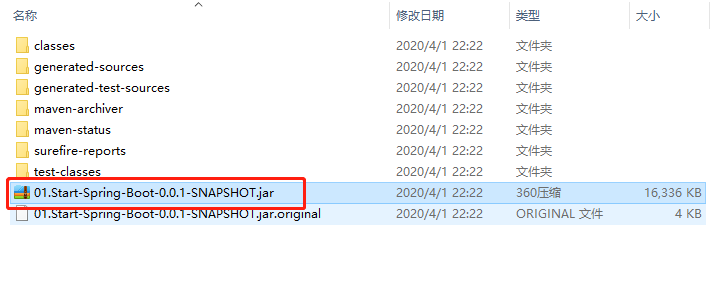 名称 修改日期 类型 大小
classes 2020/4/1 22:22 文件夹
generated-sources 2020/4/1 22:22 文件夹
generated-test-sources 2020/4/1 22:22 文件夹
maven-archiver 2020/4/1 22:22 文件夹
maven-status 2020/4/1 22:22 文件夹
surefire-reports 2020/4/1 22:22 文件夹
test-classes 2020/4/1 22:22 文件夹
01.Start-Spring-Boot-0.0.1-SNAPSHOT.jar 2020/4/1 22:22 360压缩 16,336 KB
01.Start-Spring-Boot-0.0.1-SNAPSHOT.jar.original 2020/4/1 22:22 ORIGINAL 文件 4 KB